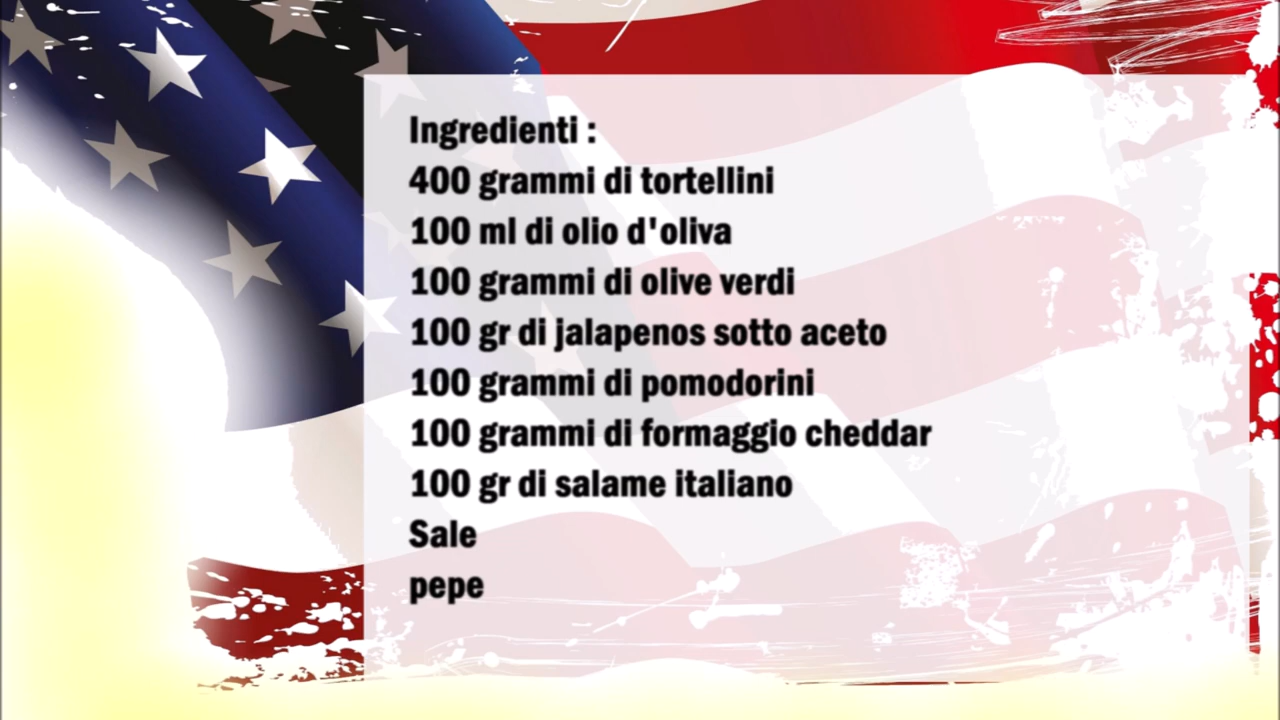 Ingredienti :
400 grammi di tortellini
100 ml di olio d'oliva
100 grammi di olive verdi
100 gr di jalapenos sotto aceto
100 grammi di pomodorini
100 grammi di formaggio cheddar
100 gr di salame italiano
Sale
pepe